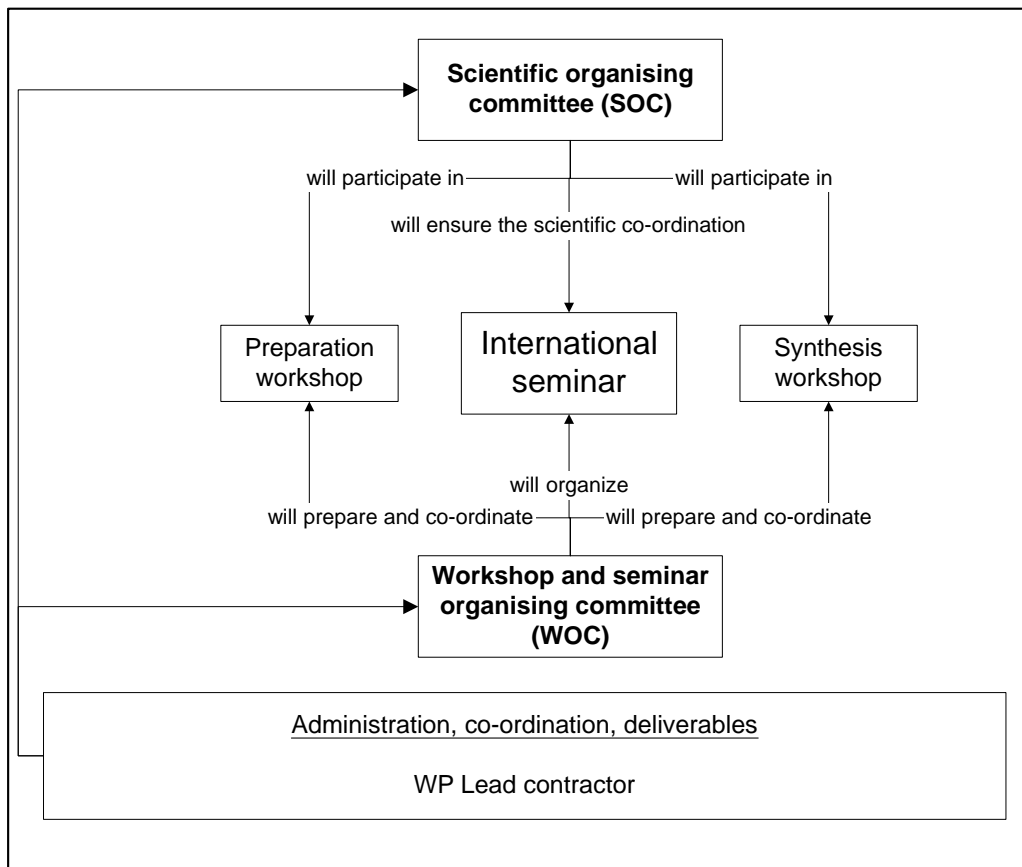 Scientific organising
committee (SOC)
will participate in
will participate in
will ensure the scientific co-ordination
Preparation
workshop
International
seminar
Synthesis
workshop
will organize
will prepare and co-ordinate
will prepare and co-ordinate
Workshop and seminar
organising committee
(WOC)
Administration, co-ordination, deliverables
WP Lead contractor